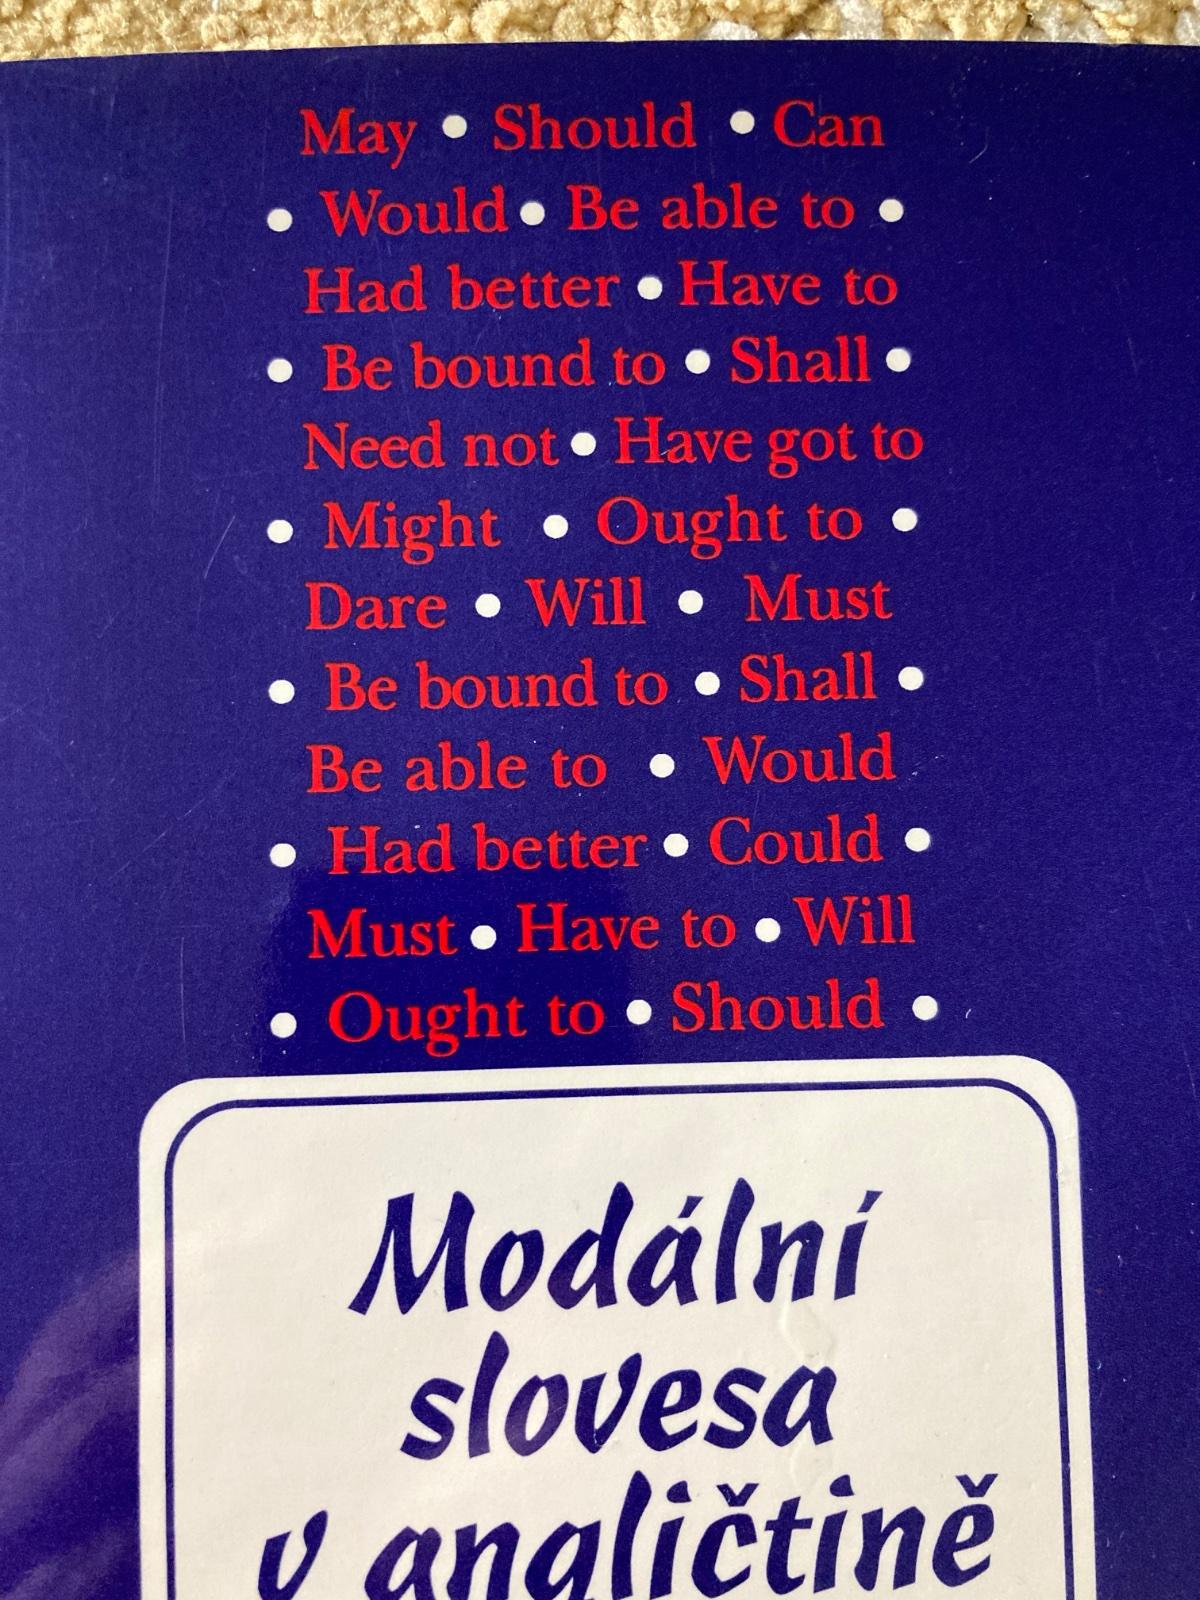 May • Should • Can
• Would • Be able to •
Had better • Have to
• Be bound to • Shall •
Need not • Have got to
• Might • Ought to •
Dare • Will • Must
• Be bound to • Shall •
Be able to • Would
• Had better • Could •
Must • Have to • Will
• Ought to • Should •
Modální
slovesa
v angličtině